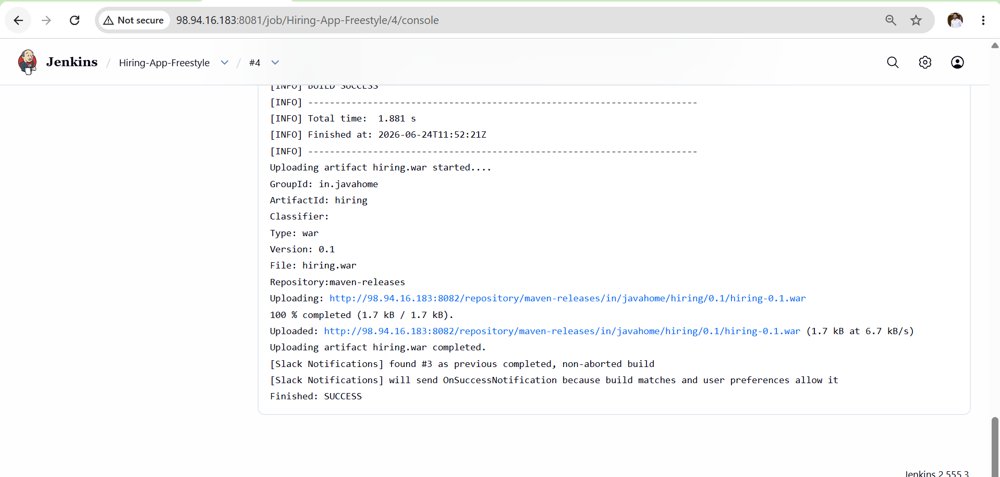 Not secure 98.94.16.183:8081/job/Hiring-App-Freestyle/4/console
Jenkins / Hiring-App-Freestyle / #4
[INFO] BUILD SUCCESS
[INFO] ------------------------------------------------------------------------
[INFO] Total time:  1.881 s
[INFO] Finished at: 2026-06-24T11:52:21Z
[INFO] ------------------------------------------------------------------------
Uploading artifact hiring.war started....
GroupId: in.javahome
ArtifactId: hiring
Classifier:
Type: war
Version: 0.1
File: hiring.war
Repository:maven-releases
Uploading: http://98.94.16.183:8082/repository/maven-releases/in/javahome/hiring/0.1/hiring-0.1.war
100 % completed (1.7 kB / 1.7 kB).
Uploaded: http://98.94.16.183:8082/repository/maven-releases/in/javahome/hiring/0.1/hiring-0.1.war (1.7 kB at 6.7 kB/s)
Uploading artifact hiring.war completed.
[Slack Notifications] found #3 as previous completed, non-aborted build
[Slack Notifications] will send OnSuccessNotification because build matches and user preferences allow it
Finished: SUCCESS
Jenkins 2.555.3